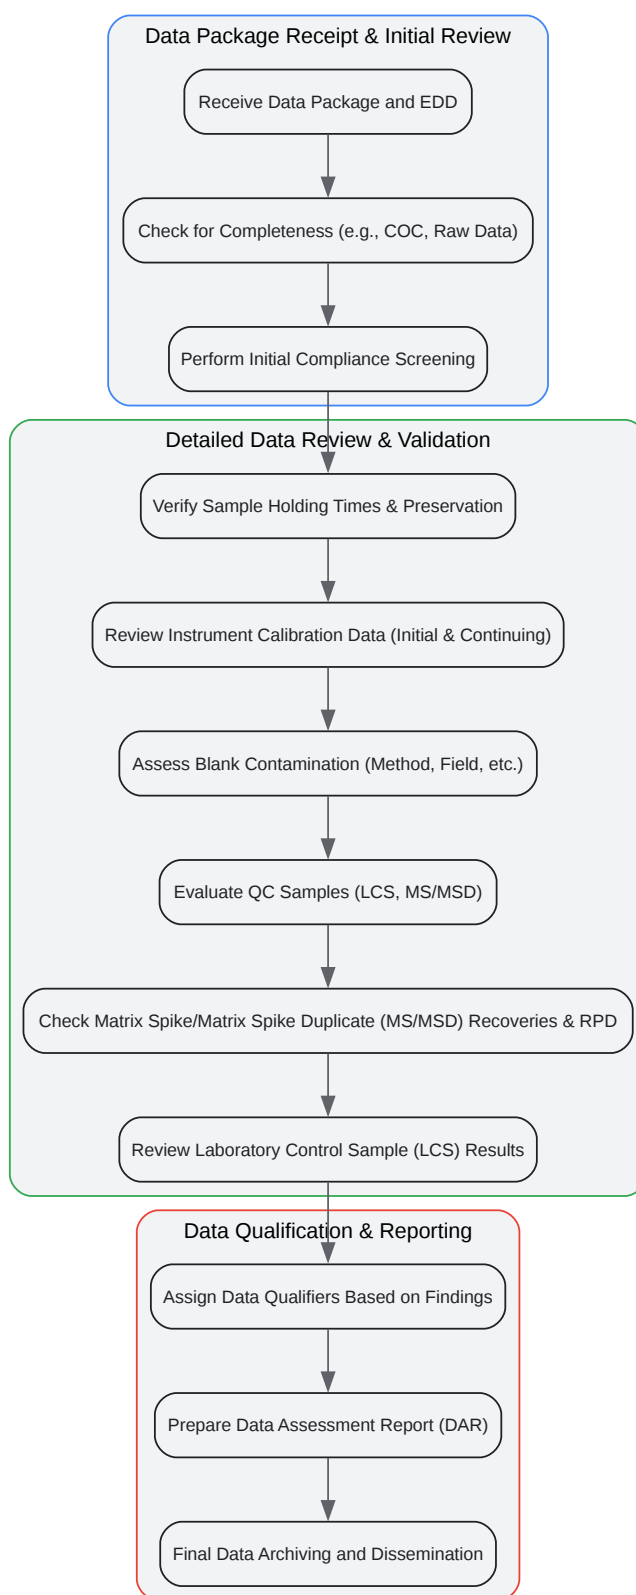 Data Package Receipt & Initial Review
Receive Data Package and EDD
Check for Completeness (e.g., COC, Raw Data)
Perform Initial Compliance Screening
Detailed Data Review & Validation
Verify Sample Holding Times & Preservation
Review Instrument Calibration Data (Initial & Continuing)
Assess Blank Contamination (Method, Field, etc.)
Evaluate QC Samples (LCS, MS/MSD)
Check Matrix Spike/Matrix Spike Duplicate (MS/MSD) Recoveries & RPD
Review Laboratory Control Sample (LCS) Results
Data Qualification & Reporting
Assign Data Qualifiers Based on Findings
Prepare Data Assessment Report (DAR)
Final Data Archiving and Dissemination